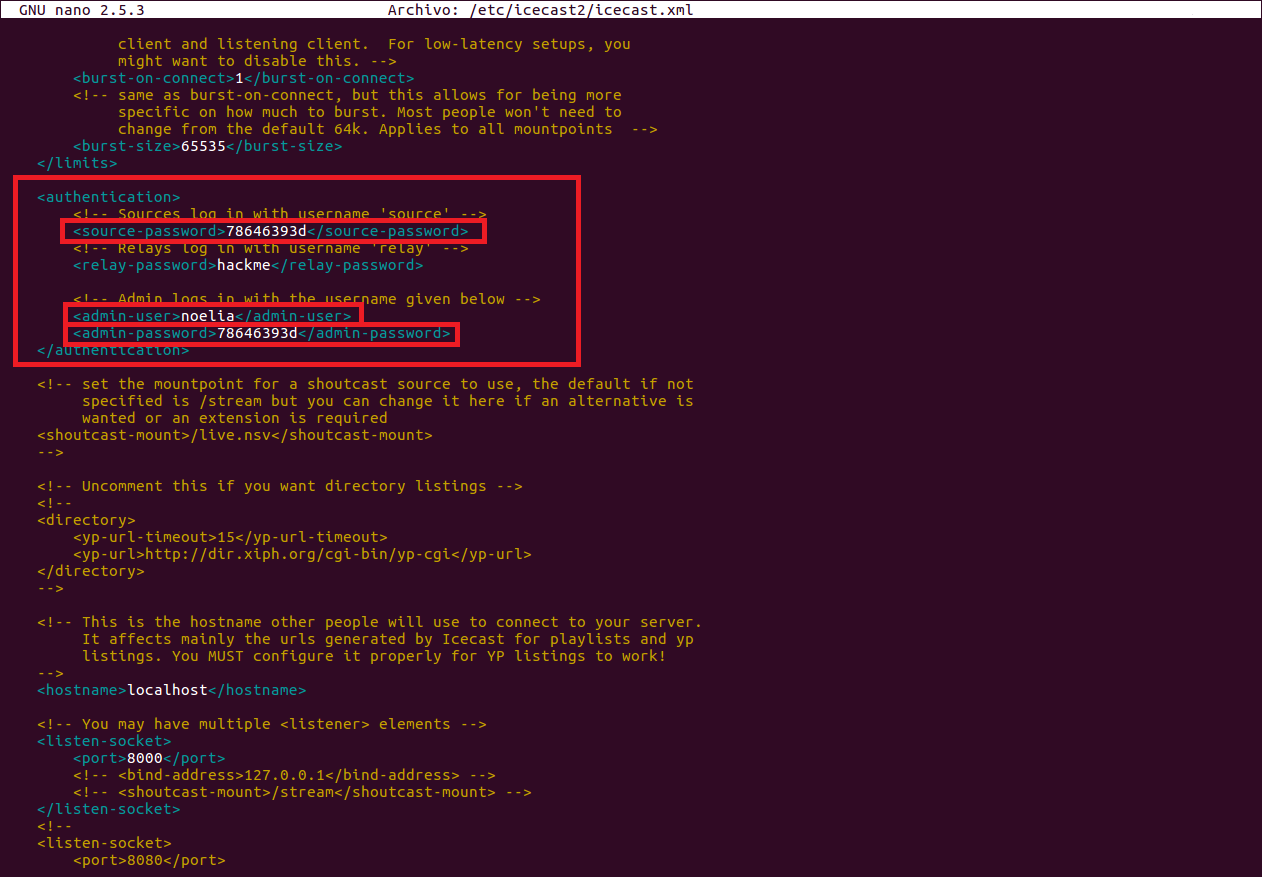 GNU nano 2.5.3 Archivo: /etc/icecast2/icecast.xml
client and listening client.  For low-latency setups, you
might want to disable this. -->
<burst-on-connect>1</burst-on-connect>
<!-- same as burst-on-connect, but this allows for being more
specific on how much to burst. Most people won't need to
change from the default 64k. Applies to all mountpoints  -->
<burst-size>65535</burst-size>
</limits>
<authentication>
<!-- Sources log in with username 'source' -->
<source-password>78646393d</source-password>
<!-- Relays log in with username 'relay' -->
<relay-password>hackme</relay-password>
<!-- Admin logs in with the username given below -->
<admin-user>noelia</admin-user>
<admin-password>78646393d</admin-password>
</authentication>
<!-- set the mountpoint for a shoutcast source to use, the default if not
specified is /stream but you can change it here if an alternative is
wanted or an extension is required
<shoutcast-mount>/live.nsv</shoutcast-mount>
-->
<!-- Uncomment this if you want directory listings -->
<!--
<directory>
<yp-url-timeout>15</yp-url-timeout>
<yp-url>http://dir.xiph.org/cgi-bin/yp-cgi</yp-url>
</directory>
-->
<!-- This is the hostname other people will use to connect to your server.
It affects mainly the urls generated by Icecast for playlists and yp
listings. You MUST configure it properly for YP listings to work!
-->
<hostname>localhost</hostname>
<!-- You may have multiple <listener> elements -->
<listen-socket>
<port>8000</port>
<!-- <bind-address>127.0.0.1</bind-address> -->
<!-- <shoutcast-mount>/stream</shoutcast-mount> -->
</listen-socket>
<!--
<listen-socket>
<port>8080</port>